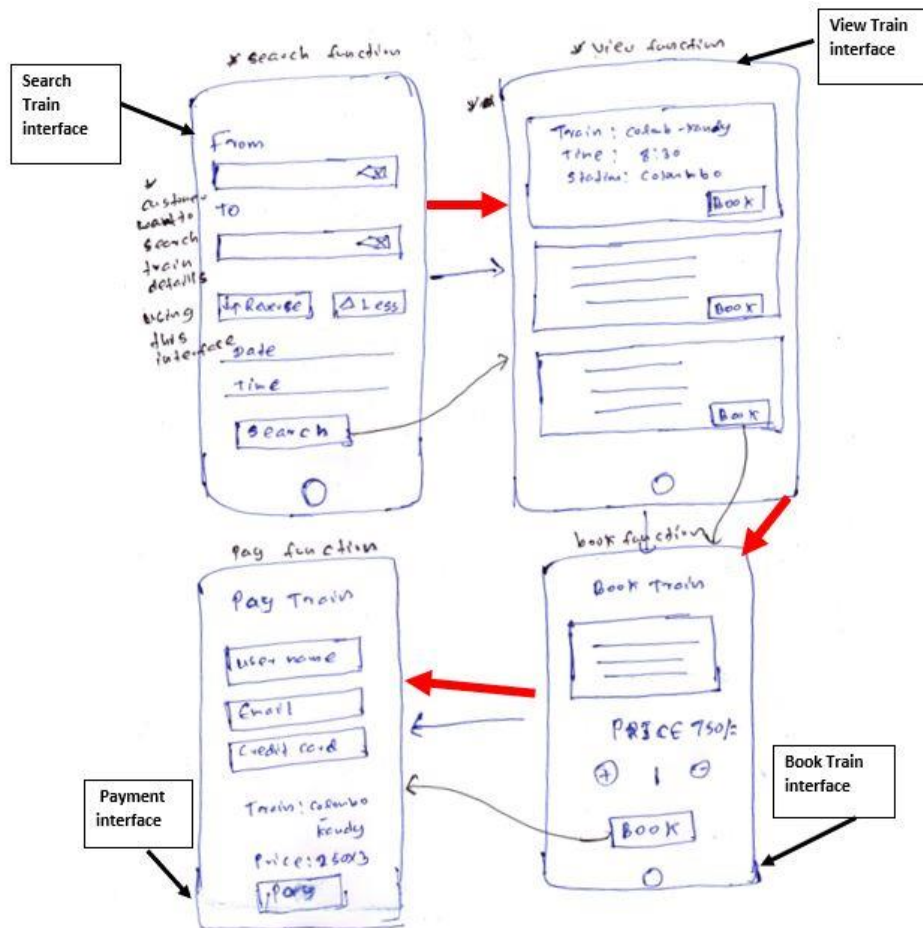 * search function
* View function
View Train
interface
Search
Train
interface
From
TO
*
customer
want to
search
train
details
using
this
interface
Reverse
Less
Date
Time
Search
Train: Colomb-Kandy
Time: 8:30
Station: Colombo
Book
Book
Book
Pay function
book function
Pay Train
User name
Email
Credit card
Train: Colombo
-
Kandy
Price: 250x3
Pay
Payment
interface
Book Train
PRICE 750/=
+ 1 -
BOOK
Book Train
interface